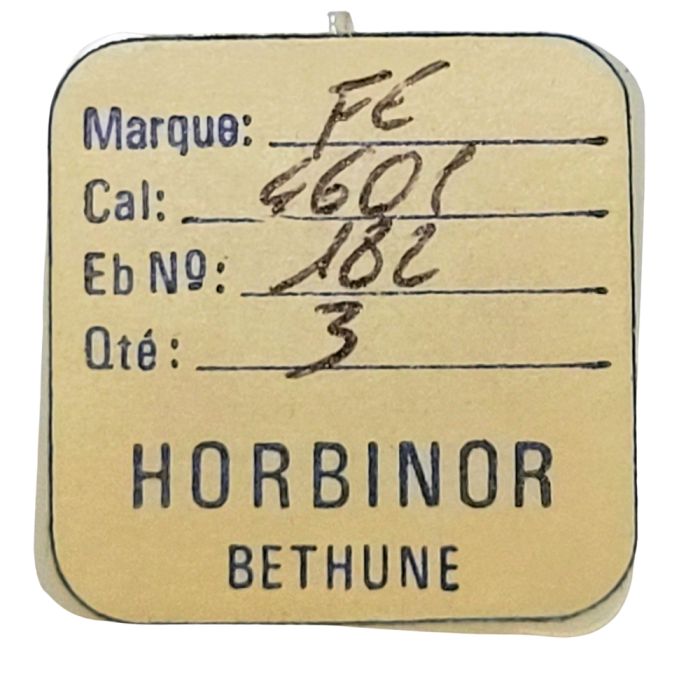 Marque: FE
Cal: 4601
Eb Nº: 182
Qté: 3
HORBINOR
BETHUNE